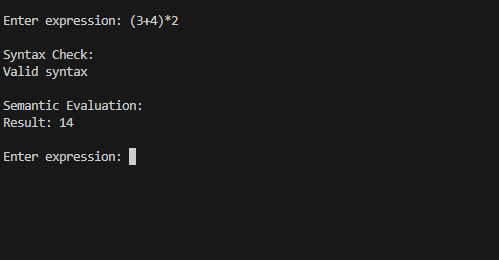 Enter expression: (3+4)*2
Syntax Check:
Valid syntax
Semantic Evaluation:
Result: 14
Enter expression: